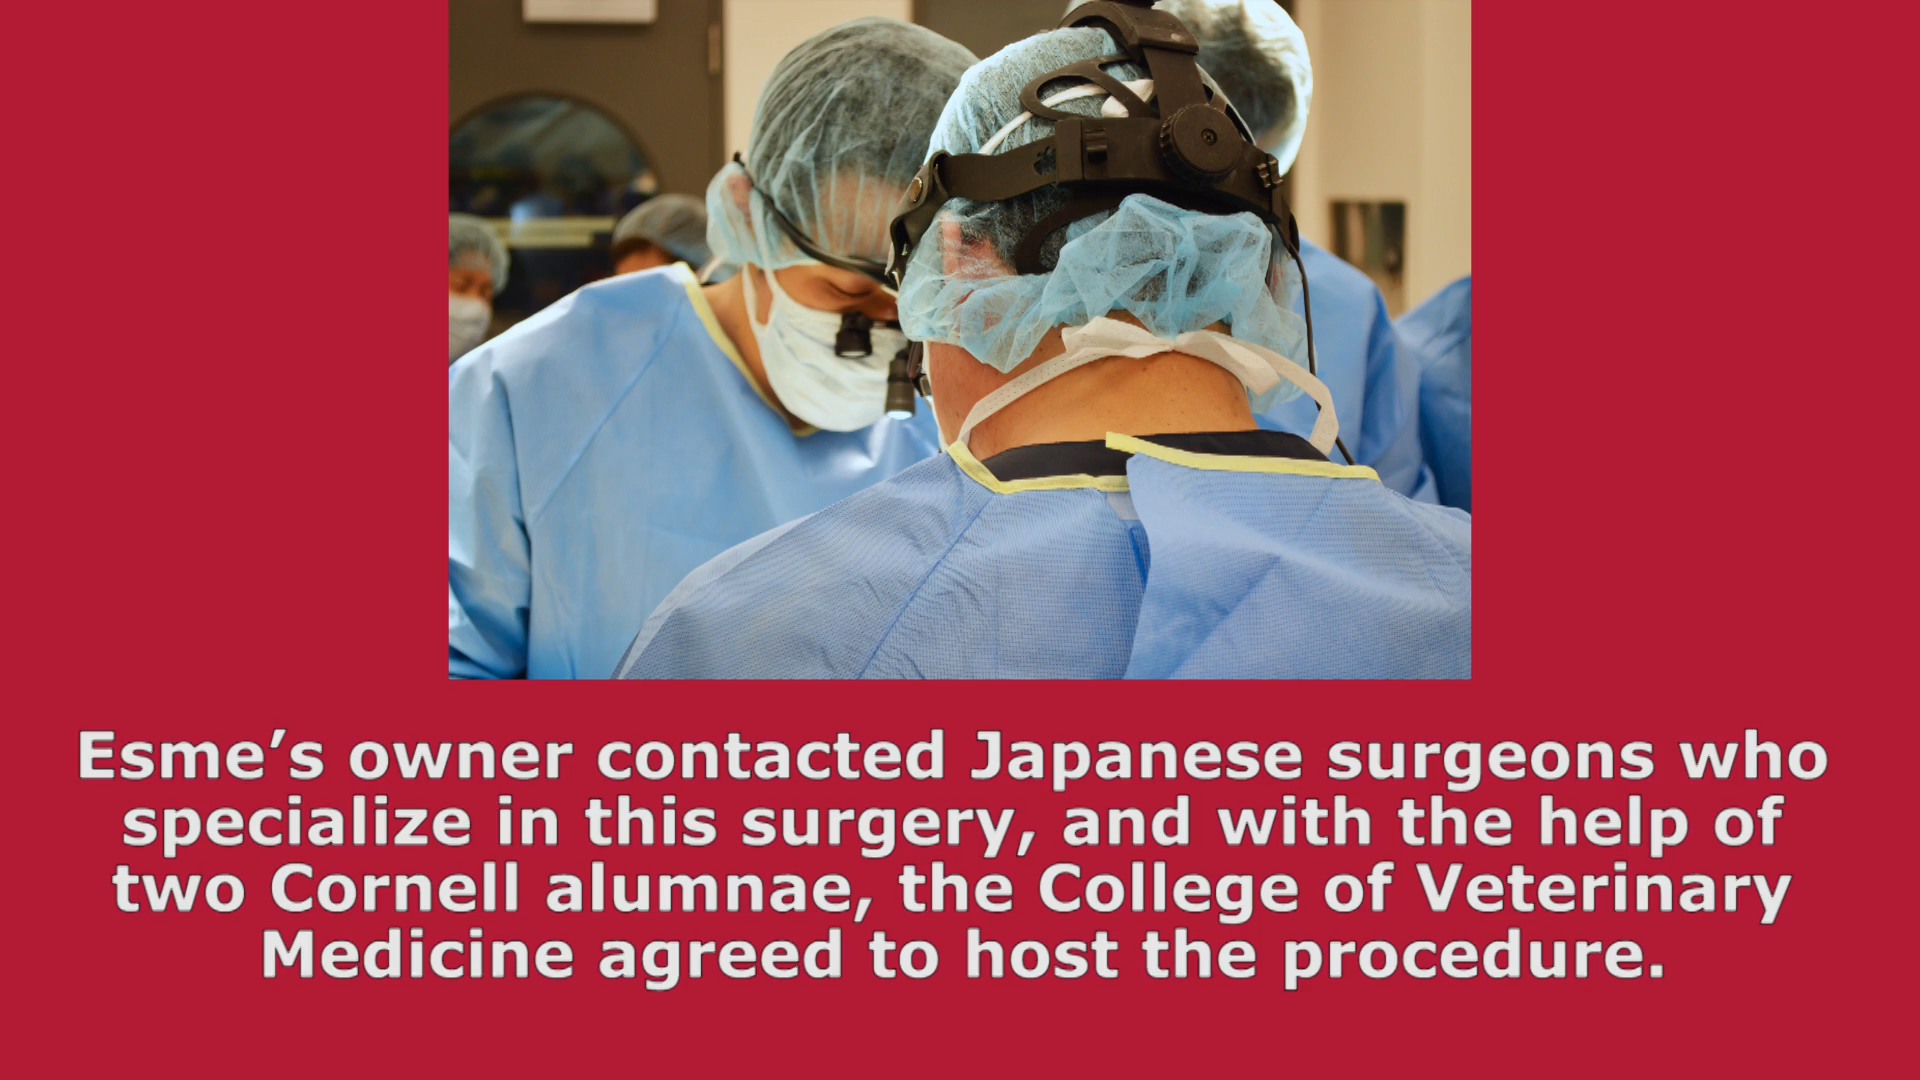 Esme’s owner contacted Japanese surgeons who
specialize in this surgery, and with the help of
two Cornell alumnae, the College of Veterinary
Medicine agreed to host the procedure.